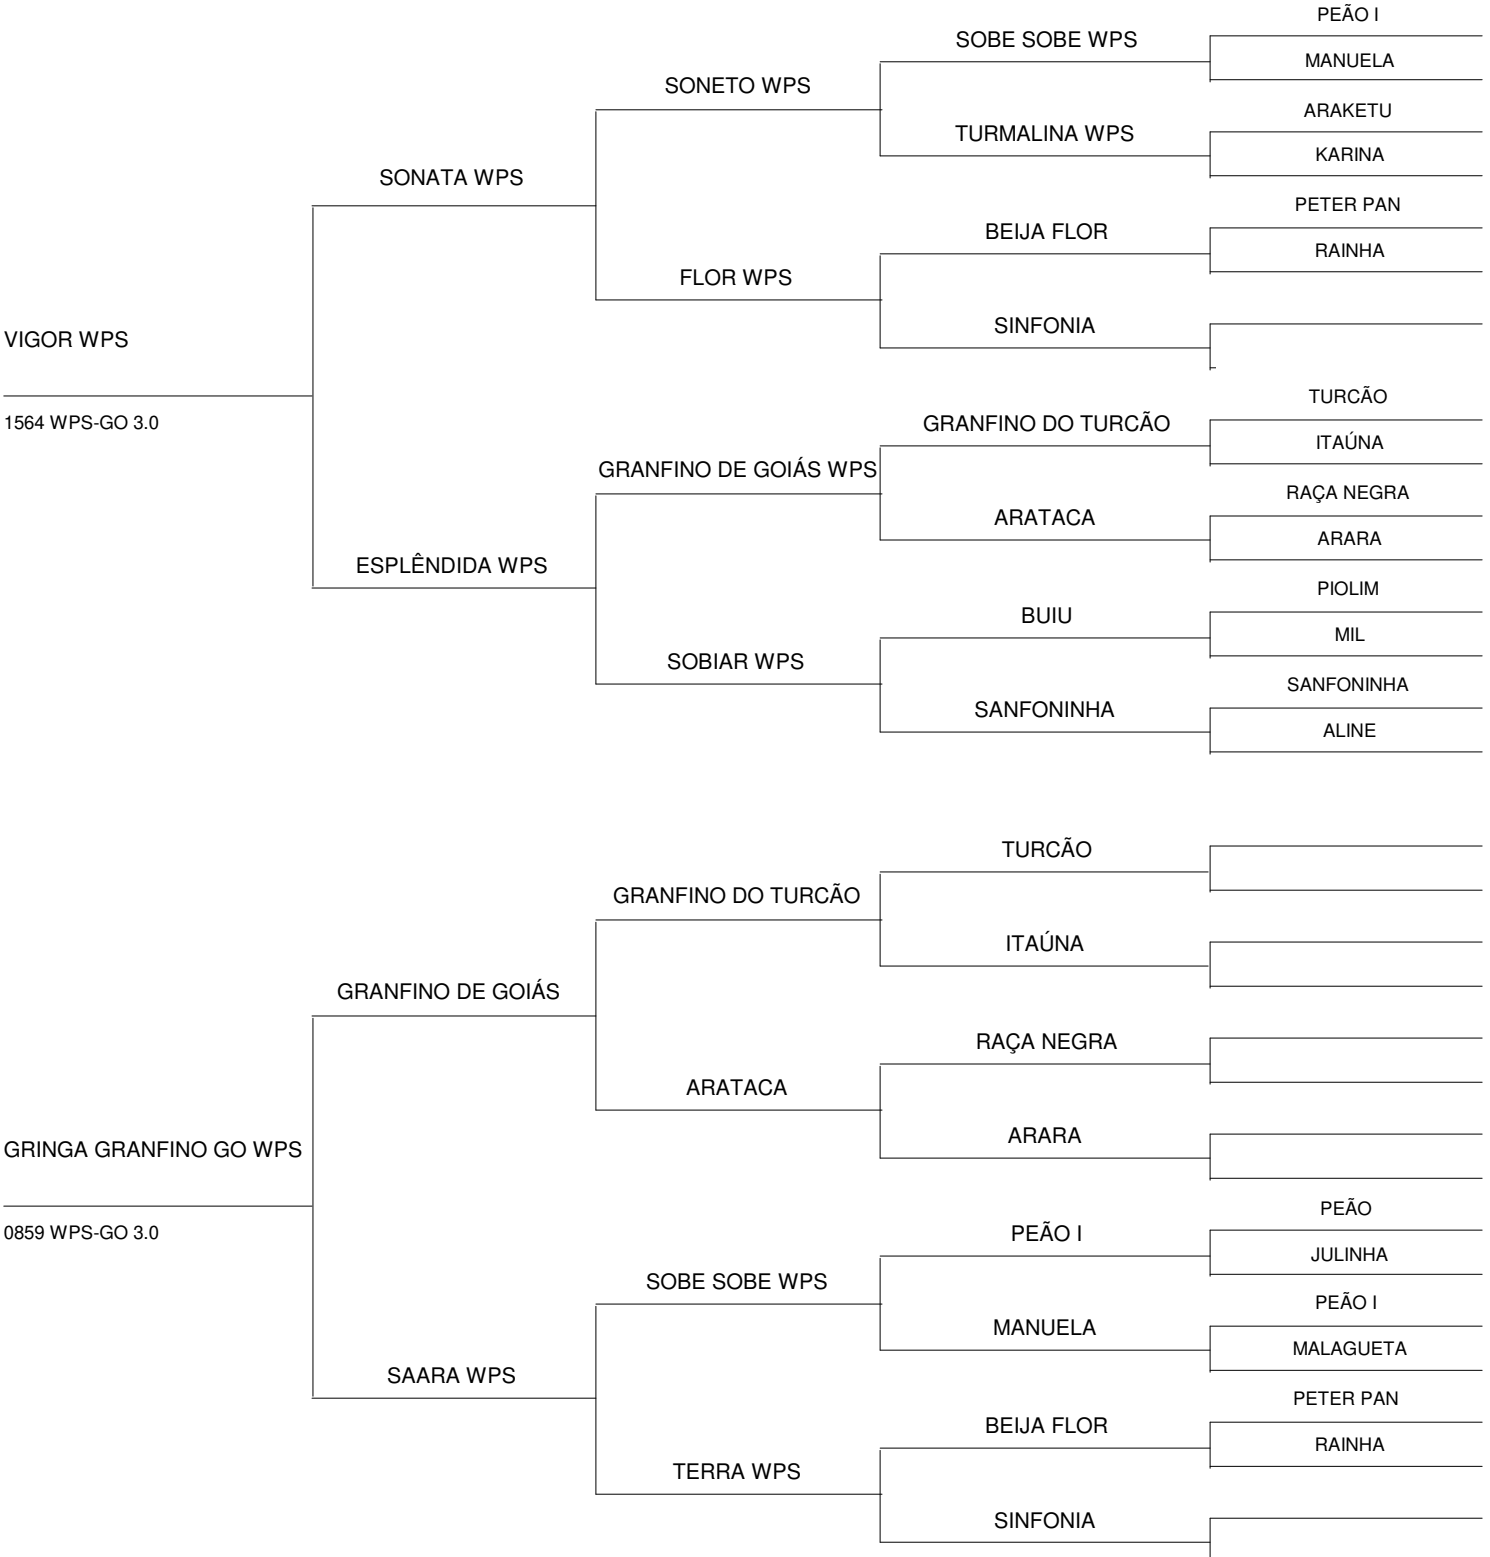 PEÃO I
SOBE SOBE WPS
MANUELA
SONETO WPS
ARAKETU
TURMALINA WPS
KARINA
SONATA WPS
PETER PAN
BEIJA FLOR
RAINHA
FLOR WPS
SINFONIA
VIGOR WPS
TURCÃO
1564 WPS-GO 3.0
GRANFINO DO TURCÃO
ITAÚNA
GRANFINO DE GOIÁS WPS
RAÇA NEGRA
ARATACA
ARARA
ESPLÊNDIDA WPS
PIOLIM
BUIU
MIL
SOBIAR WPS
SANFONINHA
SANFONINHA
ALINE
TURCÃO
GRANFINO DO TURCÃO
ITAÚNA
GRANFINO DE GOIÁS
RAÇA NEGRA
ARATACA
ARARA
GRINGA GRANFINO GO WPS
PEÃO
0859 WPS-GO 3.0
PEÃO I
JULINHA
SOBE SOBE WPS
PEÃO I
MANUELA
MALAGUETA
SAARA WPS
PETER PAN
BEIJA FLOR
RAINHA
TERRA WPS
SINFONIA